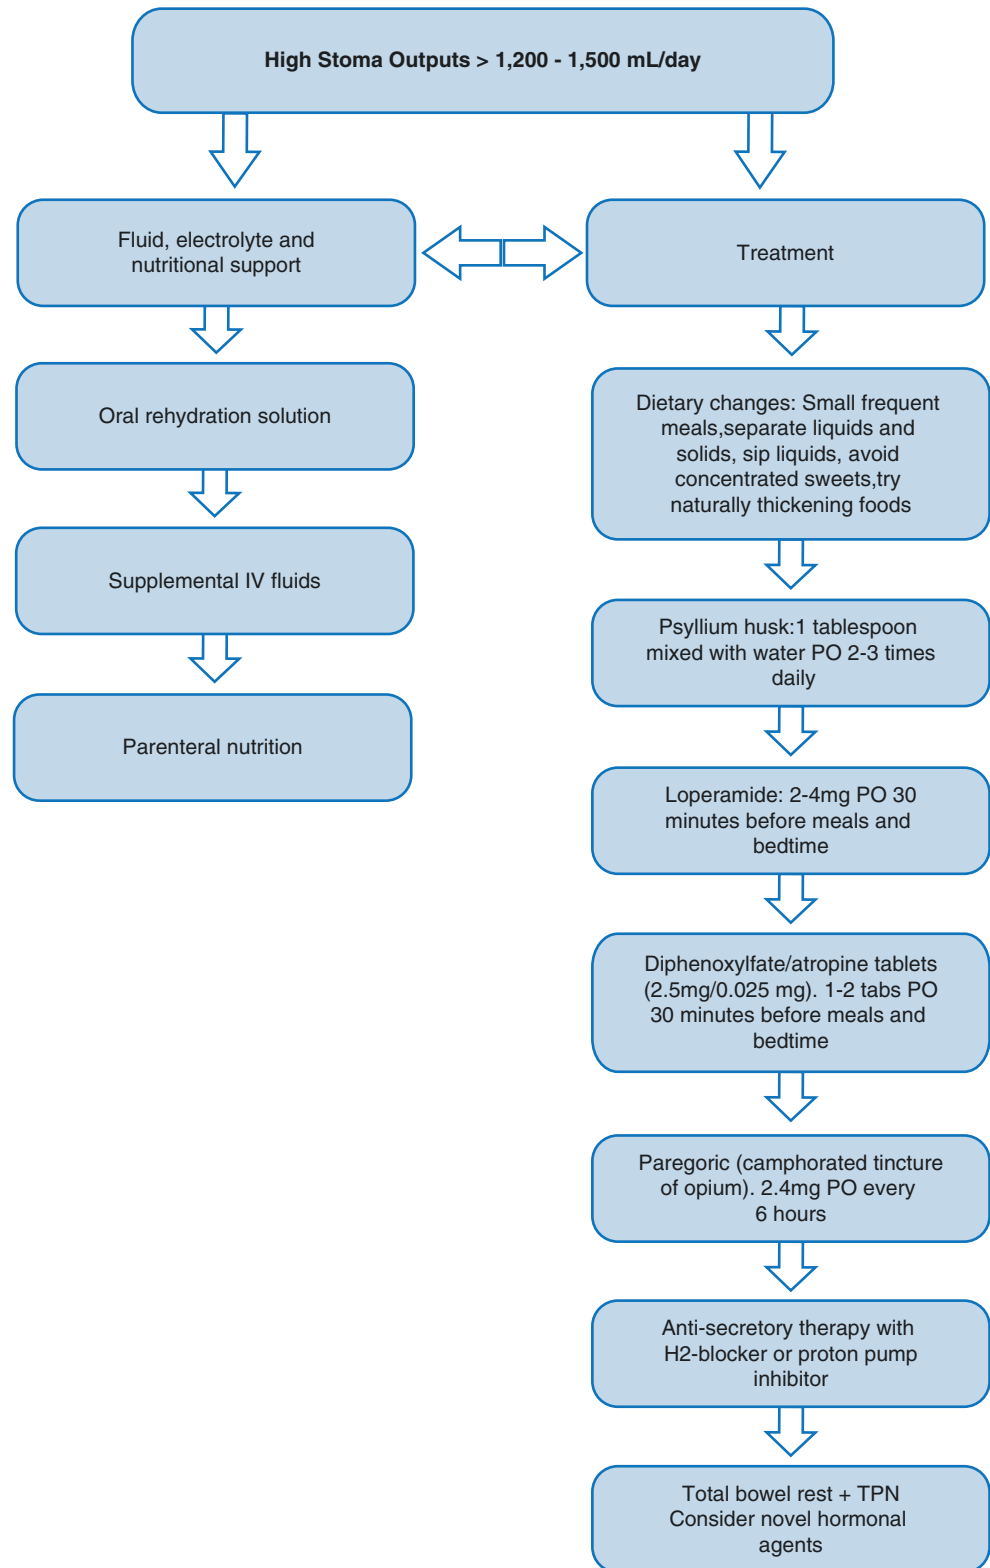 High Stoma Outputs > 1,200 - 1,500 mL/day
Fluid, electrolyte and
nutritional support
Treatment
Oral rehydration solution
Supplemental IV fluids
Parenteral nutrition
Dietary changes: Small frequent
meals,separate liquids and
solids, sip liquids, avoid
concentrated sweets,try
naturally thickening foods
Psyllium husk:1 tablespoon
mixed with water PO 2-3 times
daily
Loperamide: 2-4mg PO 30
minutes before meals and
bedtime
Diphenoxylfate/atropine tablets
(2.5mg/0.025 mg). 1-2 tabs PO
30 minutes before meals and
bedtime
Paregoric (camphorated tincture
of opium). 2.4mg PO every
6 hours
Anti-secretory therapy with
H2-blocker or proton pump
inhibitor
Total bowel rest + TPN
Consider novel hormonal
agents